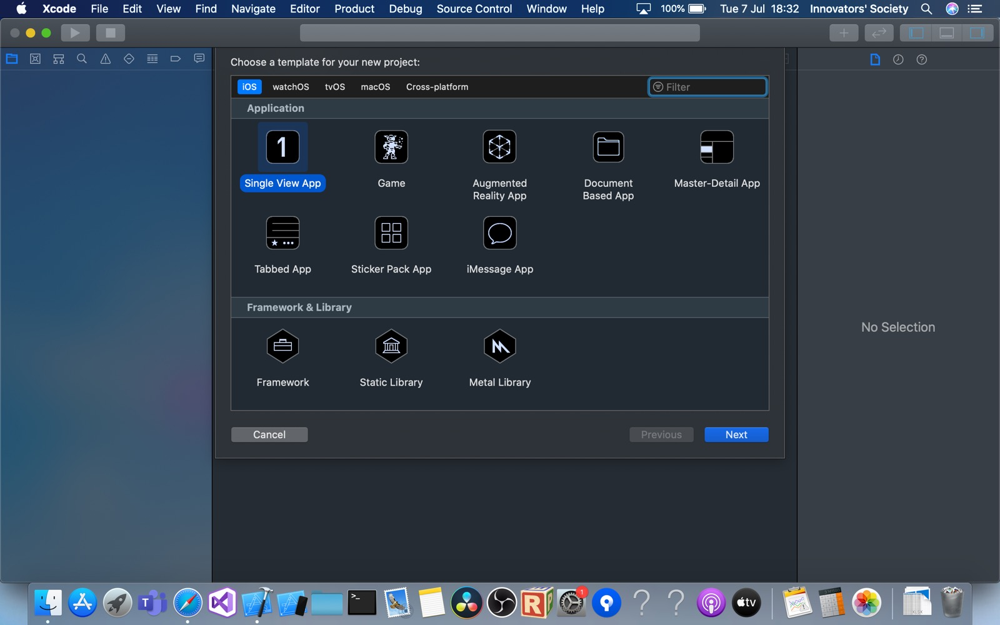 Xcode File Edit View Find Navigate Editor Product Debug Source Control Window Help 100% Tue 7 Jul 18:32 Innovators' Society
Choose a template for your new project:
iOS watchOS tvOS macOS Cross-platform Filter
Application
1
Single View App Game Augmented Reality App Document Based App Master-Detail App
Tabbed App Sticker Pack App iMessage App
Framework & Library
No Selection
Framework Static Library Metal Library
Cancel Previous Next
T >_ R P 1 ? ? tv XLSX